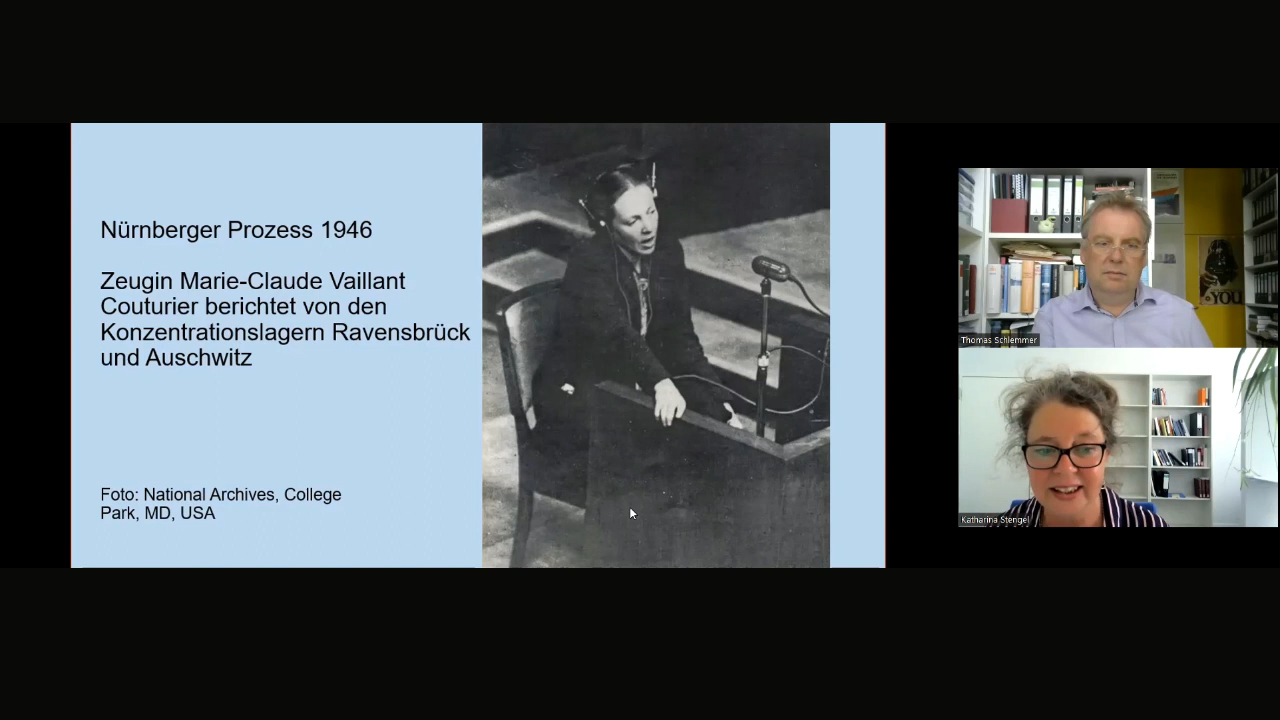 Nürnberger Prozess 1946
Zeugin Marie-Claude Vaillant
Couturier berichtet von den
Konzentrationslagern Ravensbrück
und Auschwitz
Foto: National Archives, College
Park, MD, USA
YOU
Thomas Schlemmer
Katharina Stengel